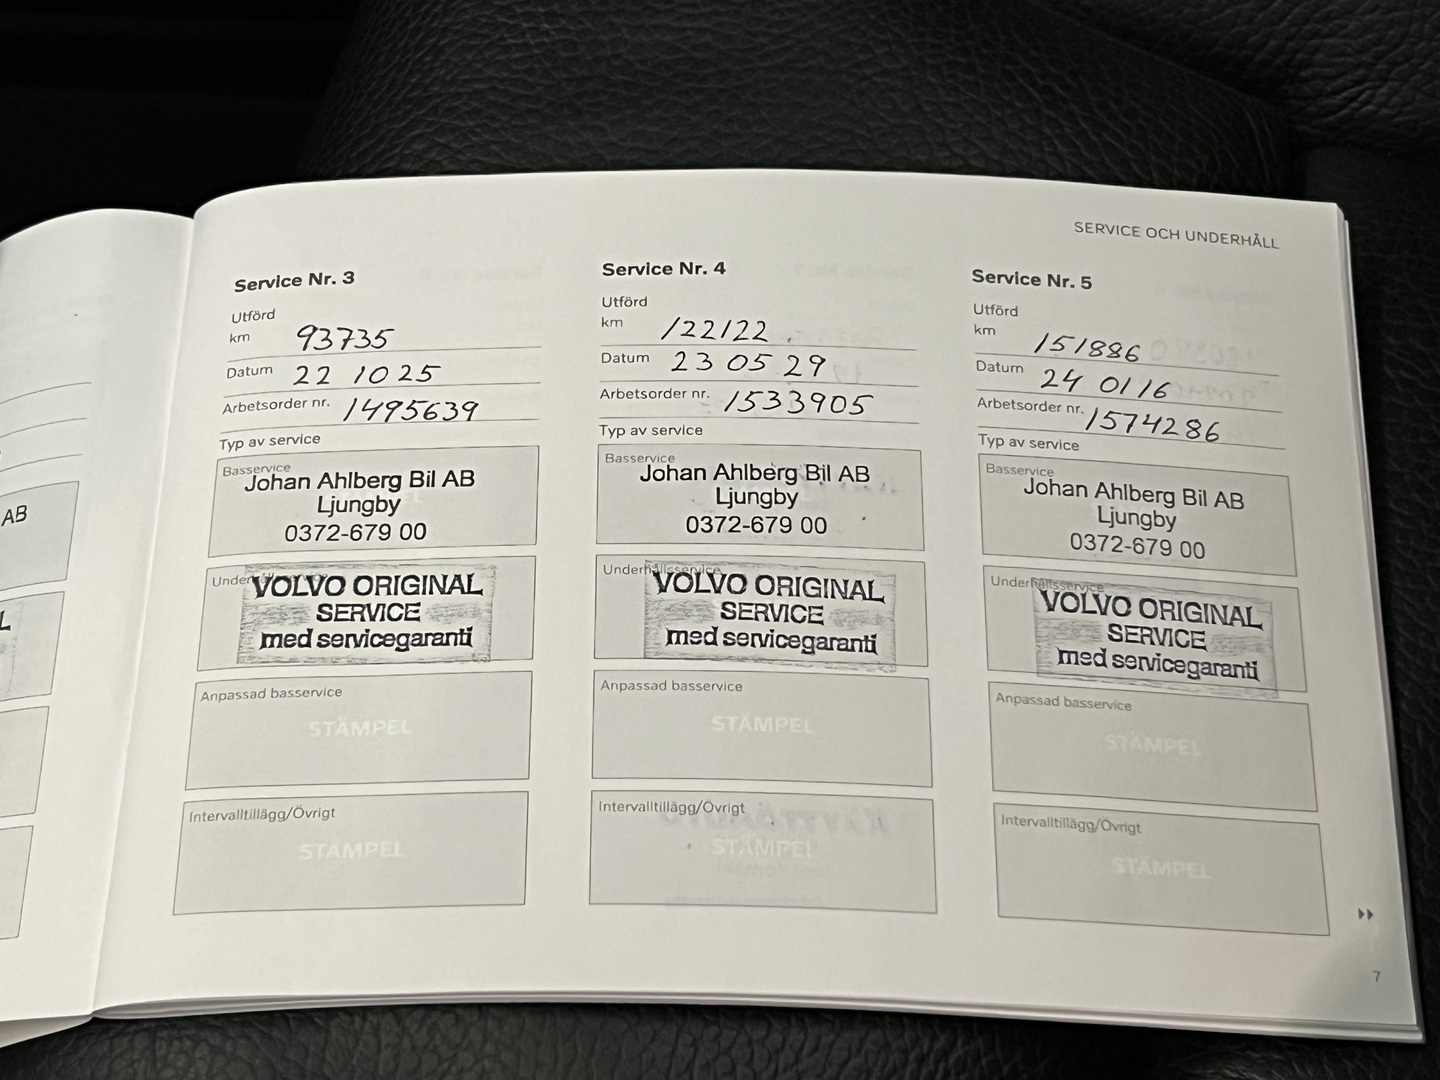 AB
L
SERVICE OCH UNDERHÅLL
Service Nr. 3
Utförd
km 93735
Datum 22 10 25
Arbetsorder nr. 1495639
Typ av service
Basservice
Johan Ahlberg Bil AB
Ljungby
0372-679 00
Underhållsservice
VOLVO ORIGINAL
SERVICE
med servicegaranti
Anpassad basservice
STÄMPEL
Intervalltillägg/Övrigt
STÄMPEL
Service Nr. 4
Utförd
km 122122
Datum 23 05 29
Arbetsorder nr. 1533905
Typ av service
Basservice
Johan Ahlberg Bil AB
Ljungby
0372-679 00
Underhållsservice
VOLVO ORIGINAL
SERVICE
med servicegaranti
Anpassad basservice
STÄMPEL
Intervalltillägg/Övrigt
STÄMPEL
Service Nr. 5
Utförd
km 151886
Datum 24 01 16
Arbetsorder nr. 1574286
Typ av service
Basservice
Johan Ahlberg Bil AB
Ljungby
0372-679 00
Underhållsservice
VOLVO ORIGINAL
SERVICE
med servicegaranti
Anpassad basservice
STÄMPEL
Intervalltillägg/Övrigt
STÄMPEL
7